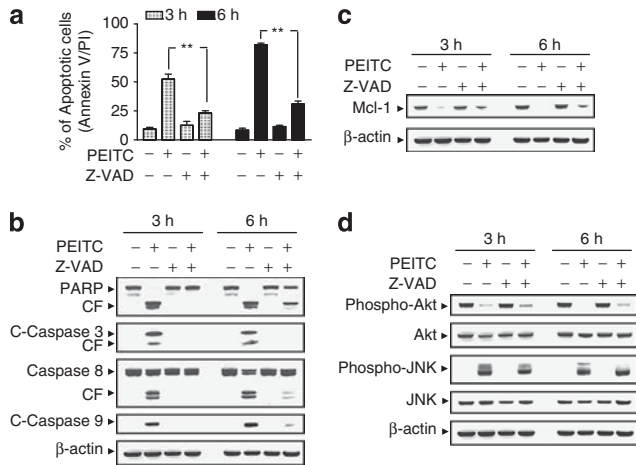 a
3 h 6 h
% of Apoptotic cells
(Annexin V/PI)
100
75
50
25
0
** **
PEITC – + – + – + – +
Z-VAD – – + + – – + +
b
3 h 6 h
PEITC – + – + – + – +
Z-VAD – – + + – – + +
PARP
CF
C-Caspase 3
CF
Caspase 8
CF
C-Caspase 9
β-actin
c
3 h 6 h
PEITC – + – + – + – +
Z-VAD – – + + – – + +
Mcl-1
β-actin
d
3 h 6 h
PEITC – + – + – + – +
Z-VAD – – + + – – + +
Phospho-Akt
Akt
Phospho-JNK
JNK
β-actin